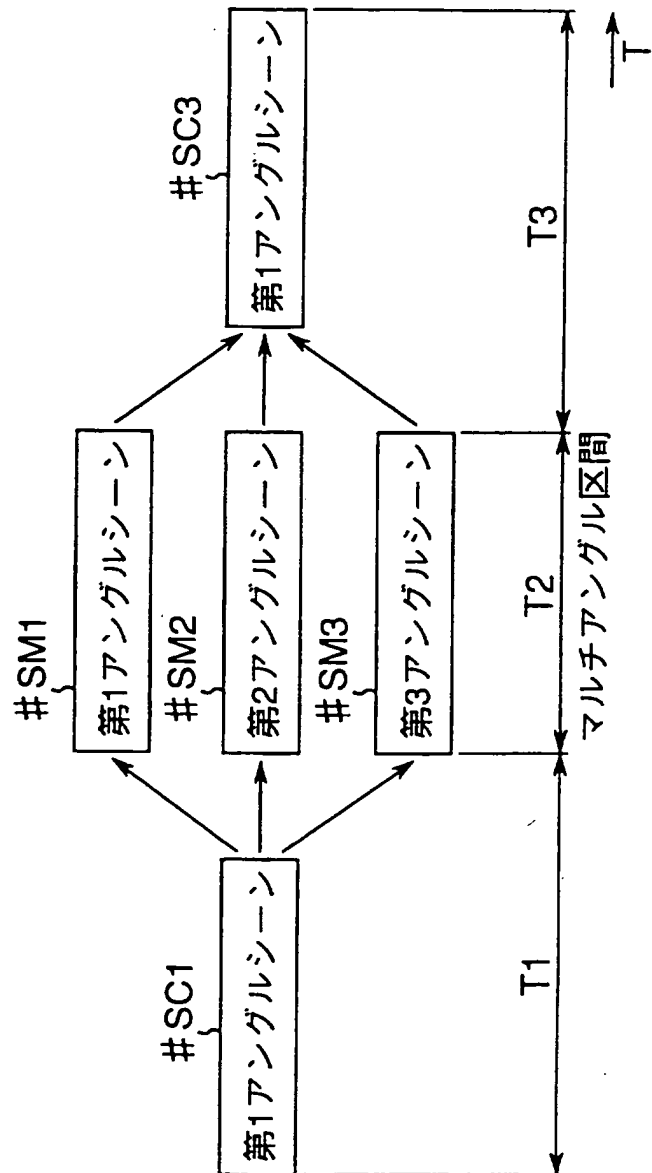 #SC1
第1アングルシーン
#SM1
第1アングルシーン
#SM2
第2アングルシーン
#SM3
第3アングルシーン
#SC3
第1アングルシーン
T1
T2
マルチアングル区間
T3
T